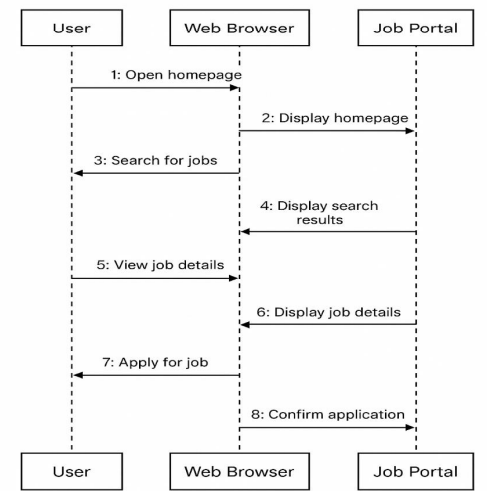 User
Web Browser
Job Portal
1: Open homepage
2: Display homepage
3: Search for jobs
4: Display search
results
5: View job details
6: Display job details
7: Apply for job
8: Confirm application
User
Web Browser
Job Portal